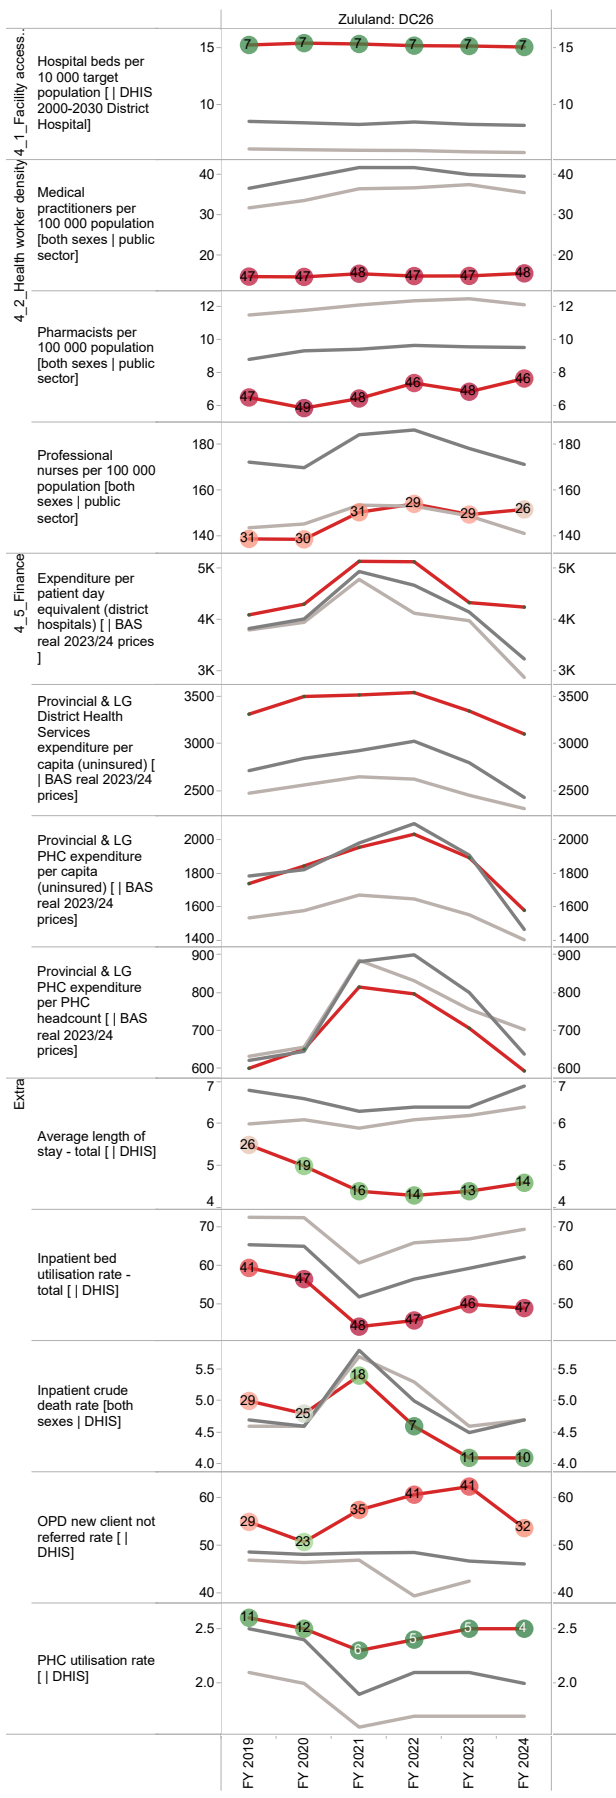 Zululand: DC26
4_1_Facility access..
Hospital beds per
10 000 target
population [ | DHIS
2000-2030 District
Hospital]
15
10
7 7 7 7 7 7
15
10
4_2_Health worker density
Medical
practitioners per
100 000 population
[both sexes | public
sector]
40
30
20
47 47 48 47 47 48
40
30
20
Pharmacists per
100 000 population
[both sexes | public
sector]
12
10
8
6
47 49 48 46 48 46
12
10
8
6
Professional
nurses per 100 000
population [both
sexes | public
sector]
180
160
140
31 30 31 29 29 26
180
160
140
4_5_Finance
Expenditure per
patient day
equivalent (district
hospitals) [ | BAS
real 2023/24 prices
]
5K
4K
3K
5K
4K
3K
Provincial & LG
District Health
Services
expenditure per
capita (uninsured) [
| BAS real 2023/24
prices]
3500
3000
2500
3500
3000
2500
Provincial & LG
PHC expenditure
per capita
(uninsured) [ | BAS
real 2023/24
prices]
2000
1800
1600
1400
2000
1800
1600
1400
Provincial & LG
PHC expenditure
per PHC
headcount [ | BAS
real 2023/24
prices]
900
800
700
600
900
800
700
600
Extra
Average length of
stay - total [ | DHIS]
7
6
5
4
26 19 16 14 13 14
7
6
5
4
Inpatient bed
utilisation rate -
total [ | DHIS]
70
60
50
41 47 48 47 46 47
70
60
50
Inpatient crude
death rate [both
sexes | DHIS]
5.5
5.0
4.5
4.0
29 25 18 7 11 10
5.5
5.0
4.5
4.0
OPD new client not
referred rate [ |
DHIS]
60
50
40
29 23 35 41 41 32
60
50
40
PHC utilisation rate
[ | DHIS]
2.5
2.0
11 12 6 5 5 4
2.5
2.0
FY 2019
FY 2020
FY 2021
FY 2022
FY 2023
FY 2024